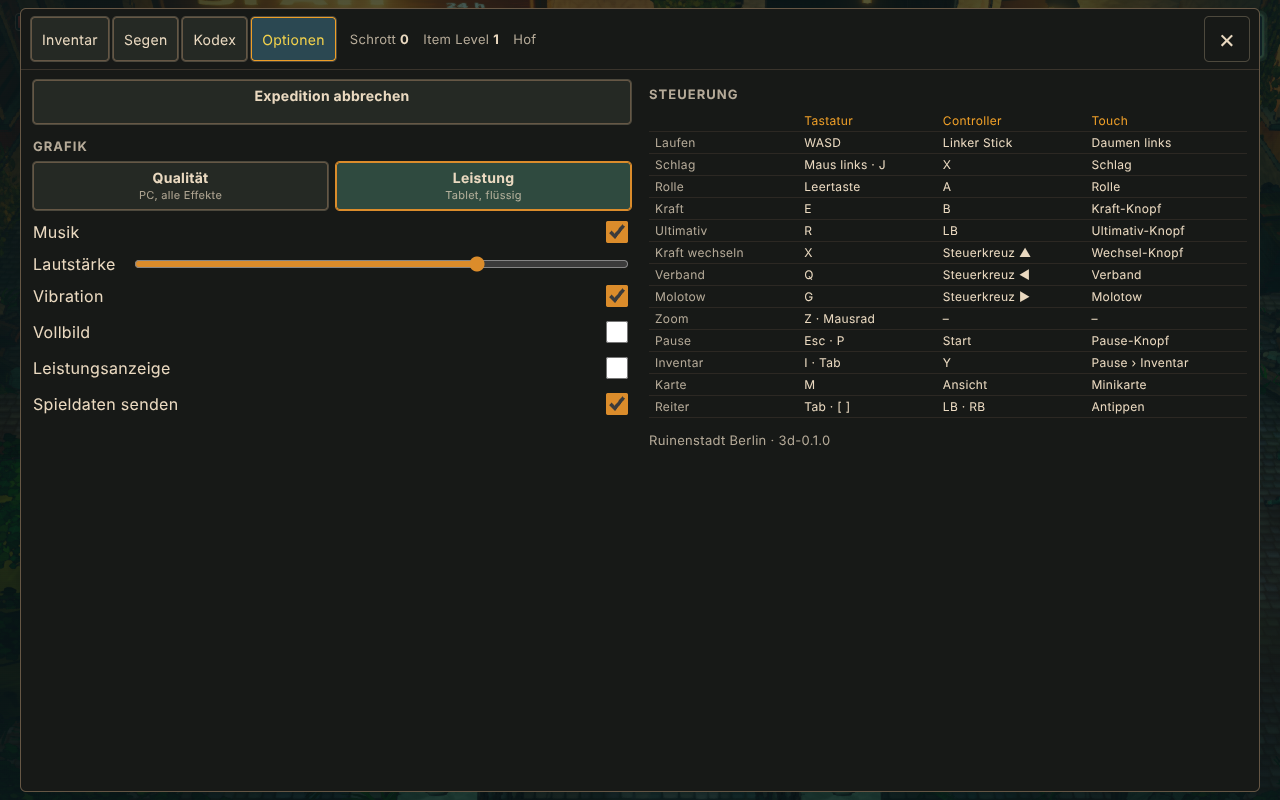 Inventar Segen Kodex Optionen Schrott 0 Item Level 1 Hof ✕
Expedition abbrechen
GRAFIK
Qualität
PC, alle Effekte
Leistung
Tablet, flüssig
Musik
Lautstärke
Vibration
Vollbild
Leistungsanzeige
Spieldaten senden
STEUERUNG
Tastatur Controller Touch
Laufen WASD Linker Stick Daumen links
Schlag Maus links · J X Schlag
Rolle Leertaste A Rolle
Kraft E B Kraft-Knopf
Ultimativ R LB Ultimativ-Knopf
Kraft wechseln X Steuerkreuz ▲ Wechsel-Knopf
Verband Q Steuerkreuz ◀ Verband
Molotow G Steuerkreuz ▶ Molotow
Zoom Z · Mausrad – –
Pause Esc · P Start Pause-Knopf
Inventar I · Tab Y Pause › Inventar
Karte M Ansicht Minikarte
Reiter Tab · [ ] LB · RB Antippen
Ruinenstadt Berlin · 3d-0.1.0